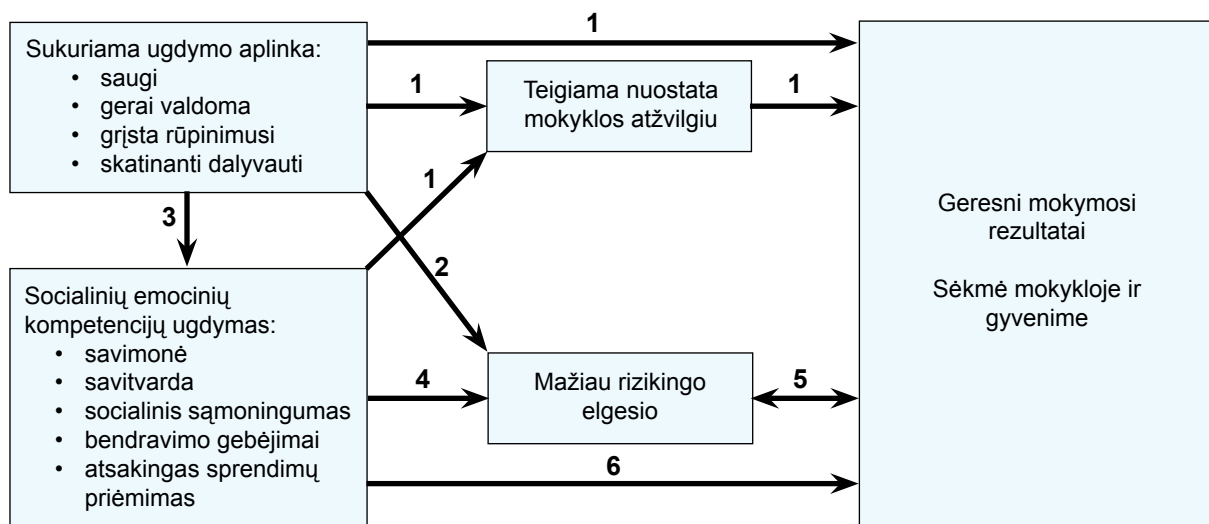 Sukuriama ugdymo aplinka:
• saugi
• gerai valdoma
• grįsta rūpinimusi
• skatinanti dalyvauti
1
1
Teigiama nuostata
mokyklos atžvilgiu
1
1
3
2
Socialinių emocinių
kompetencijų ugdymas:
• savimonė
• savitvarda
• socialinis sąmoningumas
• bendravimo gebėjimai
• atsakingas sprendimų
priėmimas
4
Mažiau rizikingo
elgesio
5
6
Geresni mokymosi
rezultatai
Sėkmė mokykloje ir
gyvenime